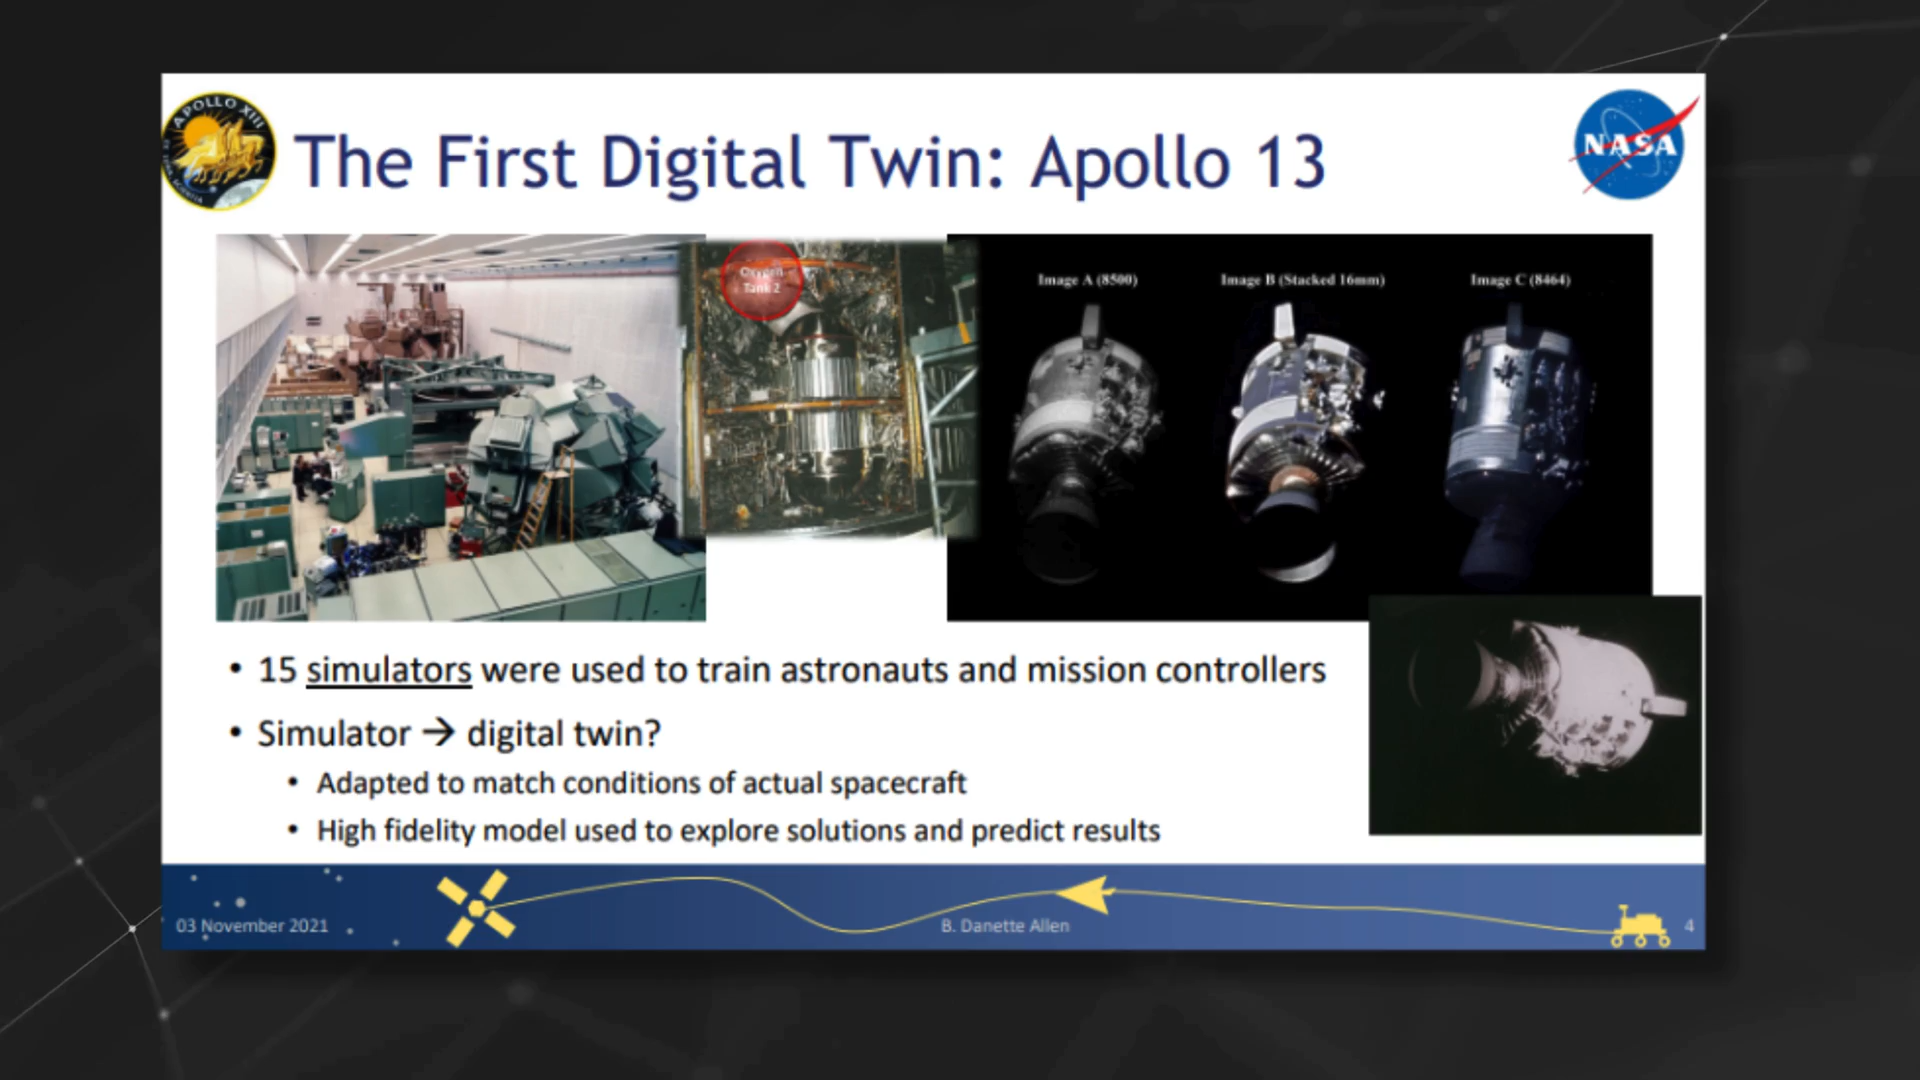 APOLLO XIII
The First Digital Twin: Apollo 13
NASA
Oxygen
Tank 2
Image A (8500)
Image B (Stacked 16mm)
Image C (8464)
• 15 simulators were used to train astronauts and mission controllers
• Simulator → digital twin?
• Adapted to match conditions of actual spacecraft
• High fidelity model used to explore solutions and predict results
03 November 2021
B. Danette Allen
4